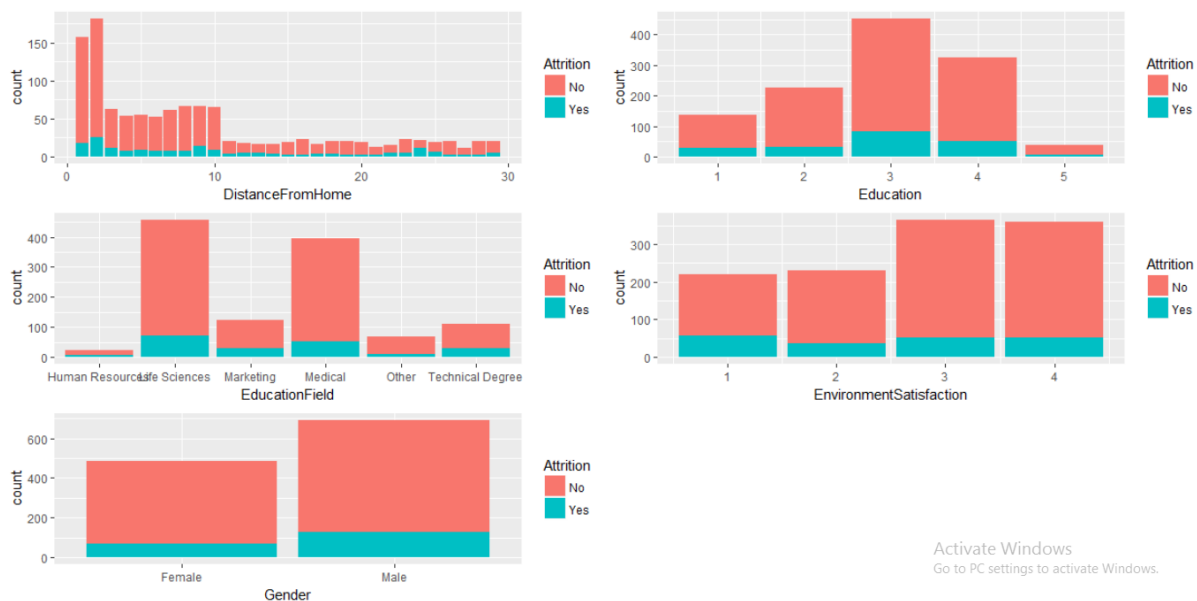 150
100
50
0
count
0
10
20
30
DistanceFromHome
Attrition
No
Yes
400
300
200
100
0
count
1
2
3
4
5
Education
Attrition
No
Yes
400
300
200
100
0
count
Human Resources
Life Sciences
Marketing
Medical
Other
Technical Degree
EducationField
Attrition
No
Yes
300
200
100
0
count
1
2
3
4
EnvironmentSatisfaction
Attrition
No
Yes
600
400
200
0
count
Female
Male
Gender
Attrition
No
Yes
Activate Windows
Go to PC settings to activate Windows.